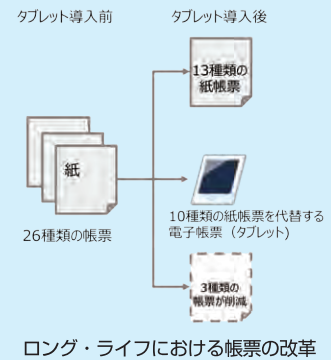 タブレット導入前
タブレット導入後
13種類の
紙帳票
紙
26種類の帳票
10種類の紙帳票を代替する
電子帳票（タブレット）
3種類の
帳票が削減
ロング・ライフにおける帳票の改革